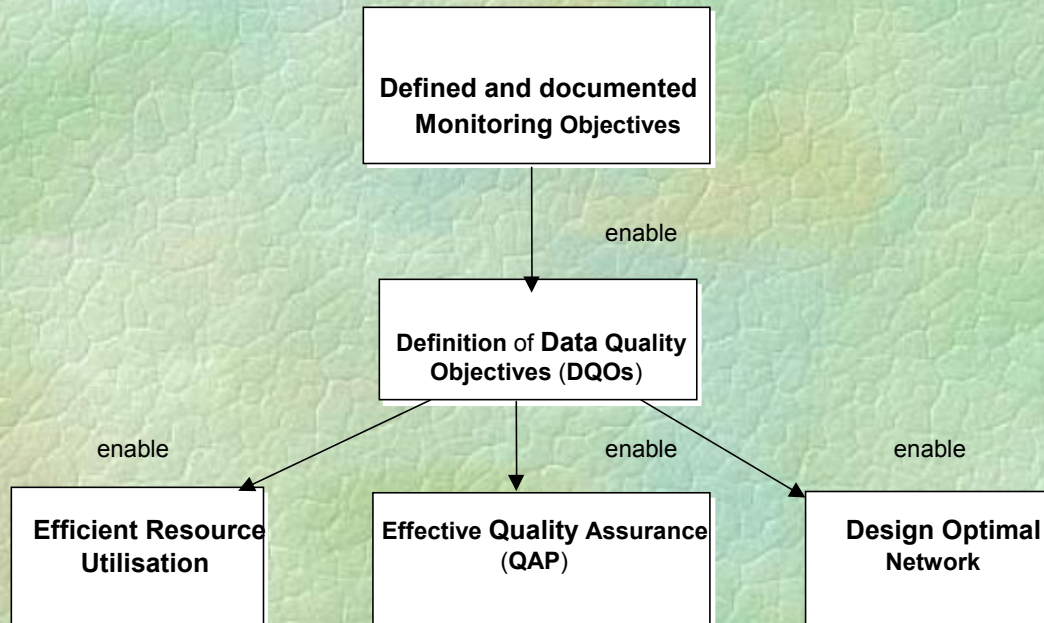 Defined and documented
Monitoring Objectives
enable
Definition of Data Quality
Objectives (DQOs)
enable
enable
enable
Efficient Resource
Utilisation
Effective Quality Assurance
(QAP)
Design Optimal
Network